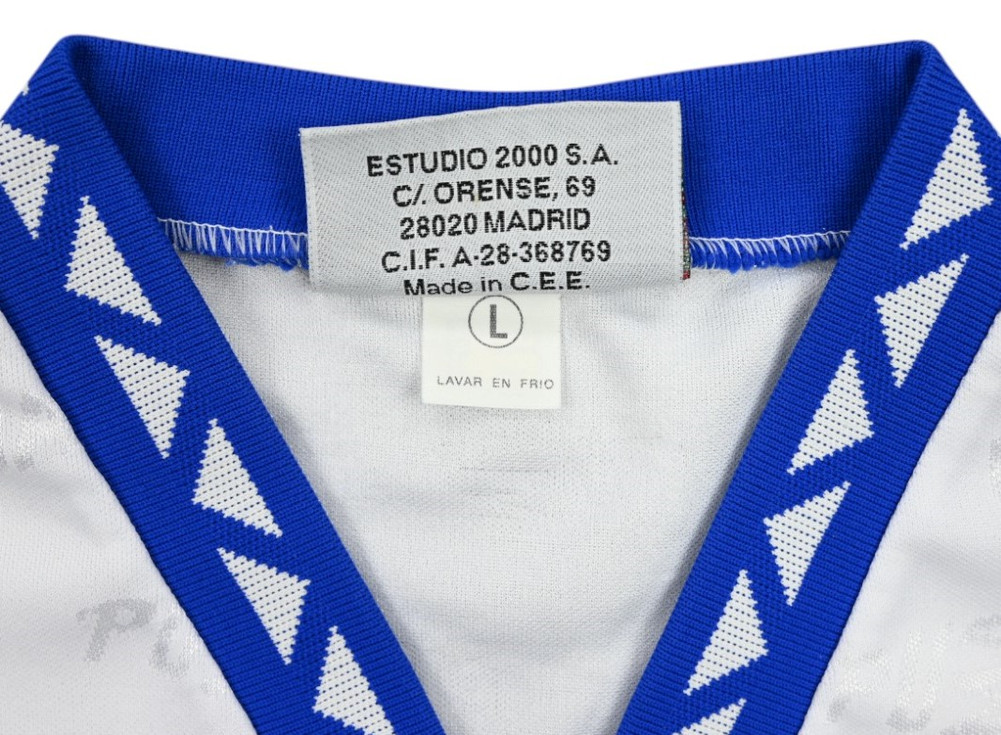 ESTUDIO 2000 S.A.
C/. ORENSE, 69
28020 MADRID
C.I.F. A-28-368769
Made in C.E.E.
L
LAVAR EN FRIO